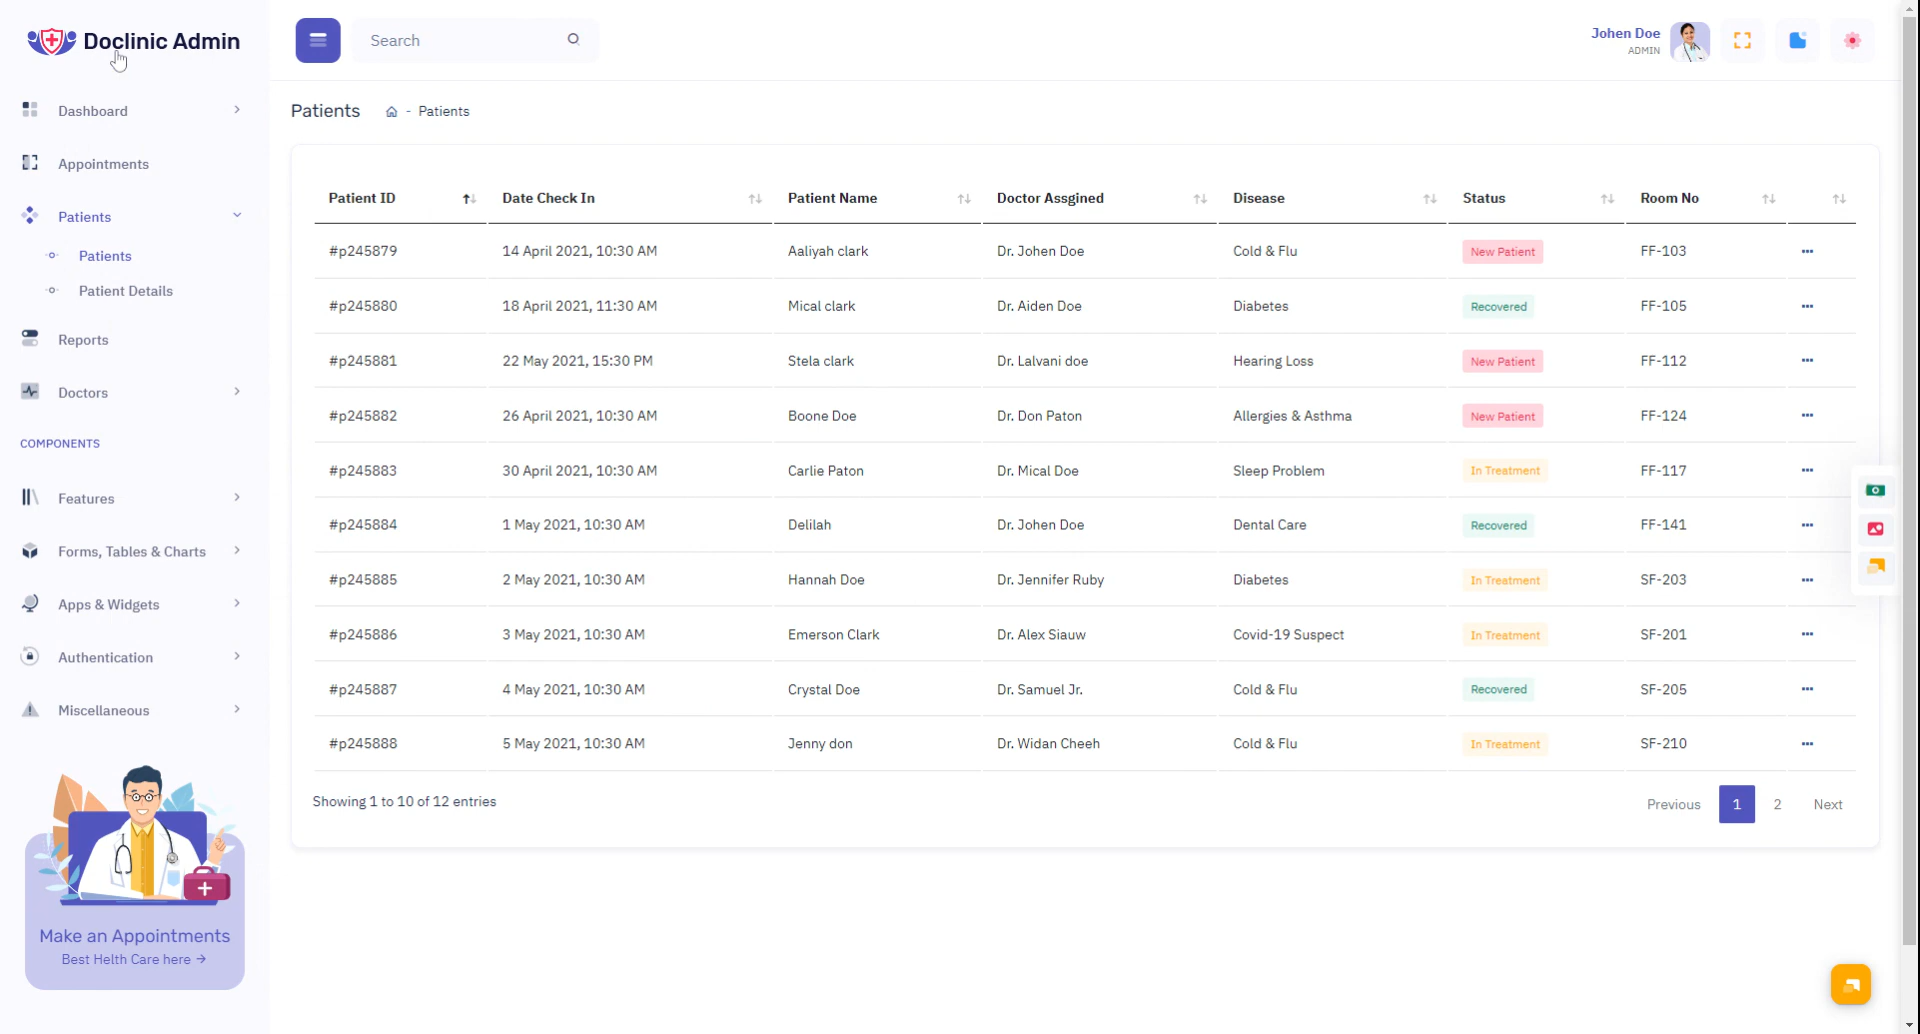 Doclinic Admin
Search
Johen Doe
ADMIN
Dashboard
Appointments
Patients
Patients
Patient Details
Reports
Doctors
COMPONENTS
Features
Forms, Tables & Charts
Apps & Widgets
Authentication
Miscellaneous
Make an Appointments
Best Helth Care here →
Patients - Patients
Patient ID Date Check In Patient Name Doctor Assgined Disease Status Room No
#p245879 14 April 2021, 10:30 AM Aaliyah clark Dr. Johen Doe Cold & Flu New Patient FF-103
#p245880 18 April 2021, 11:30 AM Mical clark Dr. Aiden Doe Diabetes Recovered FF-105
#p245881 22 May 2021, 15:30 PM Stela clark Dr. Lalvani doe Hearing Loss New Patient FF-112
#p245882 26 April 2021, 10:30 AM Boone Doe Dr. Don Paton Allergies & Asthma New Patient FF-124
#p245883 30 April 2021, 10:30 AM Carlie Paton Dr. Mical Doe Sleep Problem In Treatment FF-117
#p245884 1 May 2021, 10:30 AM Delilah Dr. Johen Doe Dental Care Recovered FF-141
#p245885 2 May 2021, 10:30 AM Hannah Doe Dr. Jennifer Ruby Diabetes In Treatment SF-203
#p245886 3 May 2021, 10:30 AM Emerson Clark Dr. Alex Siauw Covid-19 Suspect In Treatment SF-201
#p245887 4 May 2021, 10:30 AM Crystal Doe Dr. Samuel Jr. Cold & Flu Recovered SF-205
#p245888 5 May 2021, 10:30 AM Jenny don Dr. Widan Cheeh Cold & Flu In Treatment SF-210
Showing 1 to 10 of 12 entries
Previous 1 2 Next